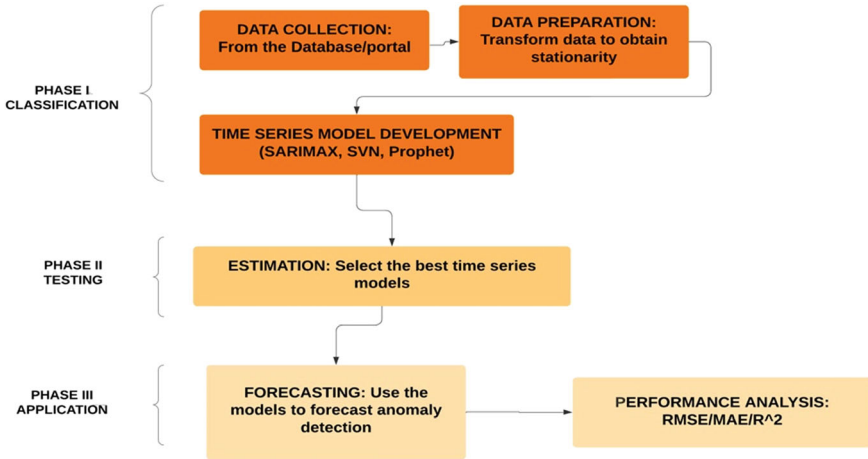 DATA COLLECTION:
From the Database/portal
DATA PREPARATION:
Transform data to obtain
stationarity
PHASE I
CLASSIFICATION
TIME SERIES MODEL DEVELOPMENT
(SARIMAX, SVN, Prophet)
PHASE II
TESTING
ESTIMATION: Select the best time series
models
PHASE III
APPLICATION
FORECASTING: Use the
models to forecast anomaly
detection
PERFORMANCE ANALYSIS:
RMSE/MAE/R^2